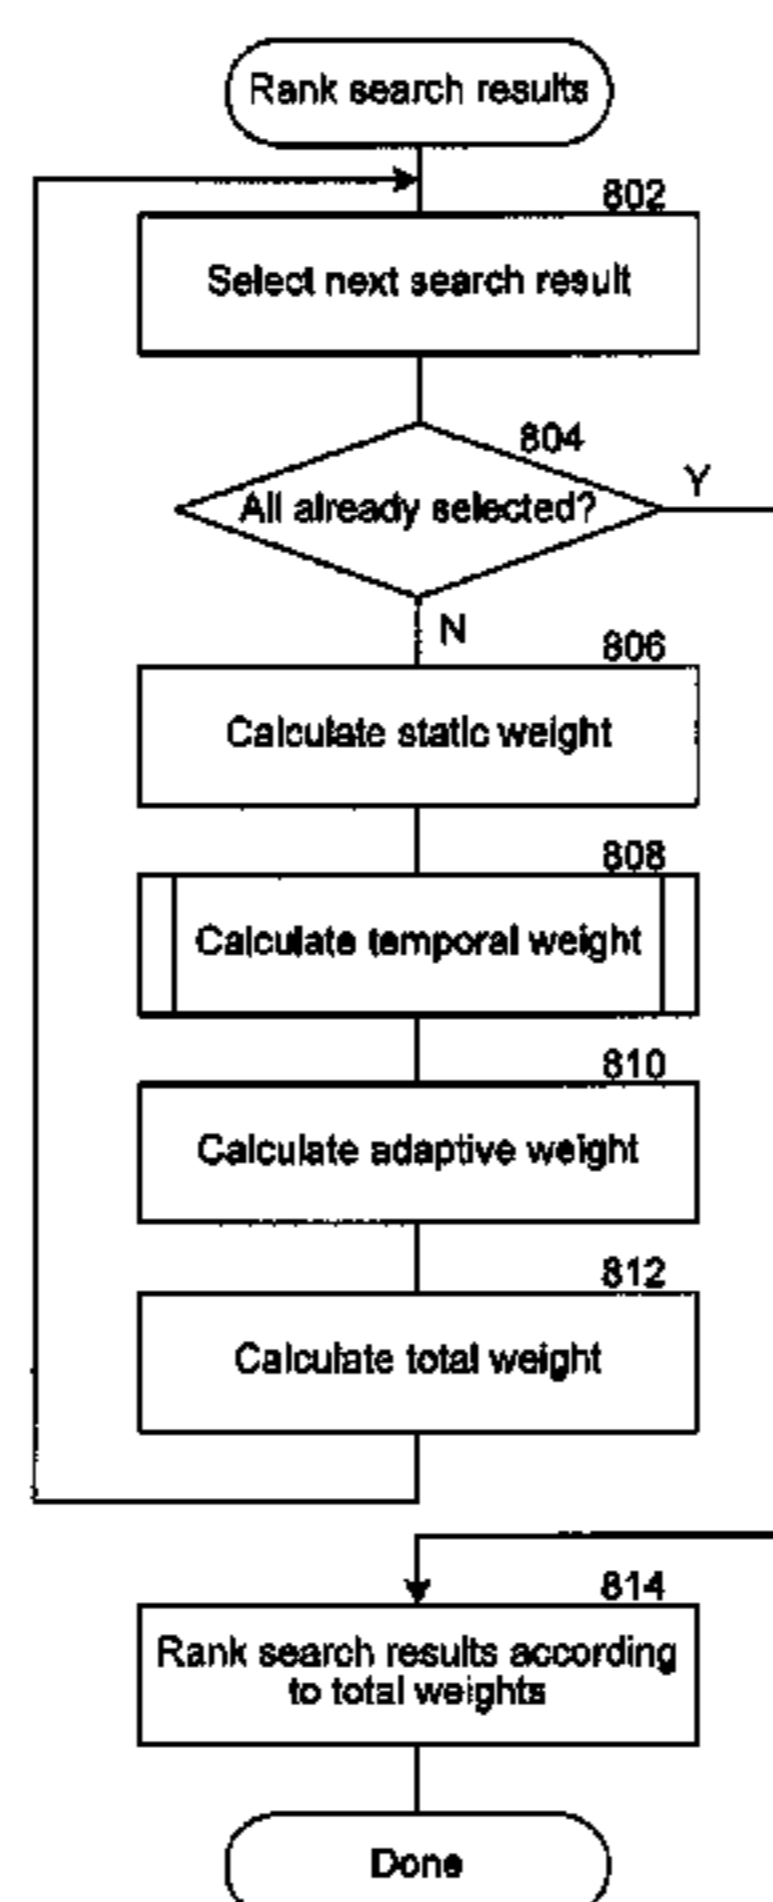 Rank search results
802
Select next search result
804
All already selected?
Y
N
806
Calculate static weight
808
Calculate temporal weight
810
Calculate adaptive weight
812
Calculate total weight
814
Rank search results according
to total weights
Done